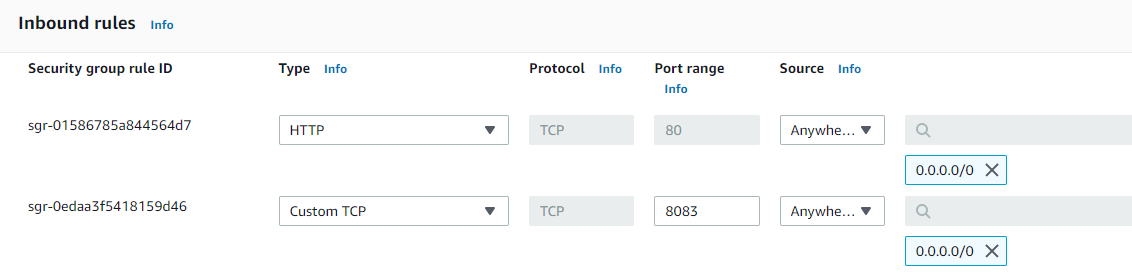 Inbound rules Info
Security group rule ID Type Info Protocol Info Port range Source Info
Info
sgr-01586785a844564d7 HTTP TCP 80 Anywhe...
0.0.0.0/0
sgr-0edaa3f5418159d46 Custom TCP TCP 8083 Anywhe...
0.0.0.0/0